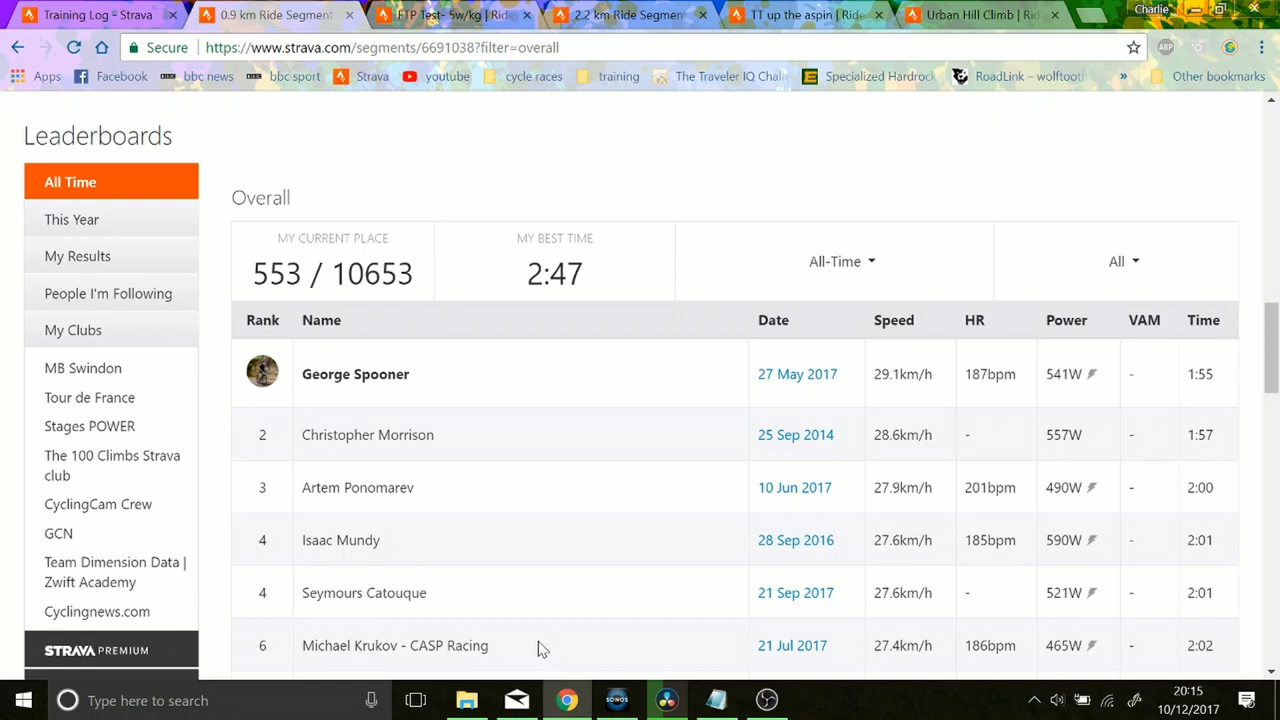 Training Log - Strava
0.9 km Ride Segment
FTP Test- 5w/kg | Ride
2.2 km Ride Segment
TT up the aspin | Ride
Urban Hill Climb | Rid
Charlie
Secure https://www.strava.com/segments/6691038?filter=overall
ABP
Apps Facebook bbc news bbc sport Strava youtube cycle races training The Traveler IQ Chall Specialized Hardrock RoadLink – wolftoot » Other bookmarks
Leaderboards
All Time
This Year
My Results
People I'm Following
My Clubs
MB Swindon
Tour de France
Stages POWER
The 100 Climbs Strava
club
CyclingCam Crew
GCN
Team Dimension Data |
Zwift Academy
Cyclingnews.com
STRAVA PREMIUM
Overall
MY CURRENT PLACE
553 / 10653
MY BEST TIME
2:47
All-Time
All
Rank Name Date Speed HR Power VAM Time
George Spooner 27 May 2017 29.1km/h 187bpm 541W - 1:55
2 Christopher Morrison 25 Sep 2014 28.6km/h - 557W - 1:57
3 Artem Ponomarev 10 Jun 2017 27.9km/h 201bpm 490W - 2:00
4 Isaac Mundy 28 Sep 2016 27.6km/h 185bpm 590W - 2:01
4 Seymours Catouque 21 Sep 2017 27.6km/h - 521W - 2:01
6 Michael Krukov - CASP Racing 21 Jul 2017 27.4km/h 186bpm 465W - 2:02
Type here to search
SONOS
20:15
10/12/2017